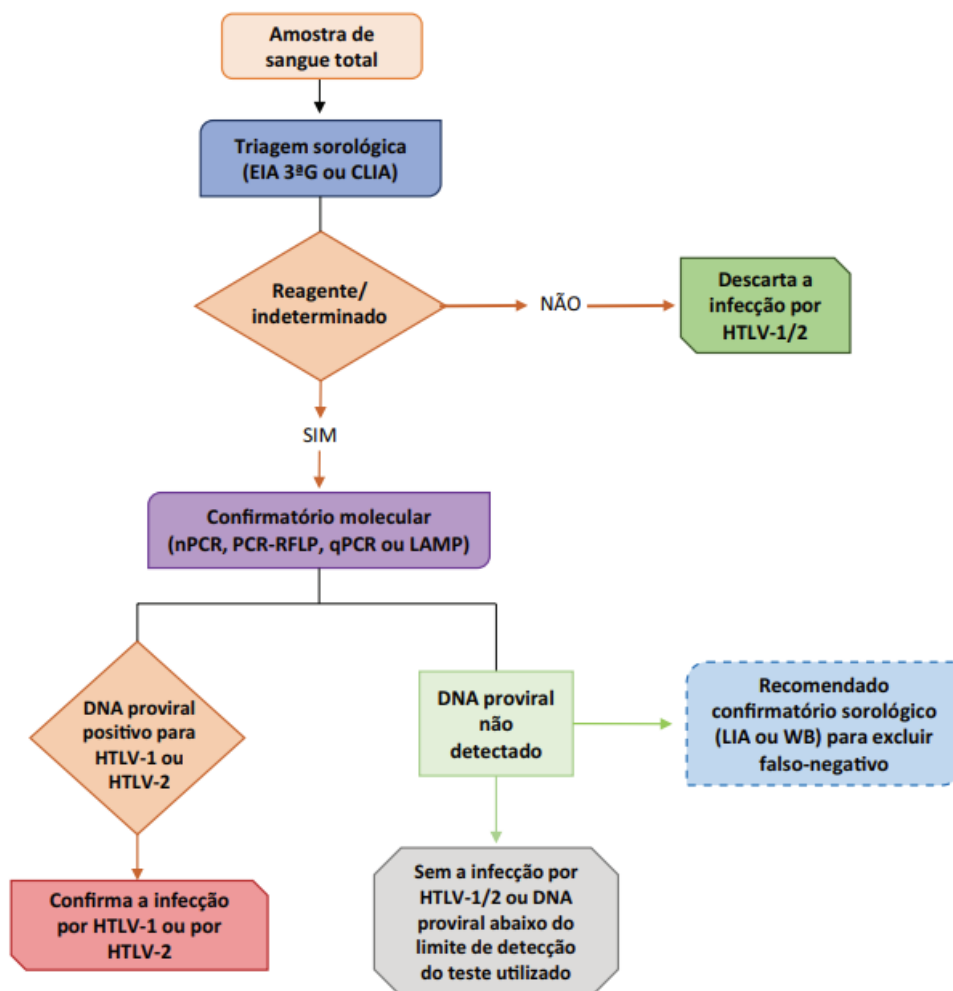 Amostra de
sangue total
Triagem sorológica
(EIA 3ªG ou CLIA)
Reagente/
indeterminado
NÃO
Descarta a
infecção por
HTLV-1/2
SIM
Confirmatório molecular
(nPCR, PCR-RFLP, qPCR ou LAMP)
DNA proviral
positivo para
HTLV-1 ou
HTLV-2
DNA proviral
não
detectado
Recomendado
confirmatório sorológico
(LIA ou WB) para excluir
falso-negativo
Confirma a infecção
por HTLV-1 ou por
HTLV-2
Sem a infecção por
HTLV-1/2 ou DNA
proviral abaixo do
limite de detecção
do teste utilizado